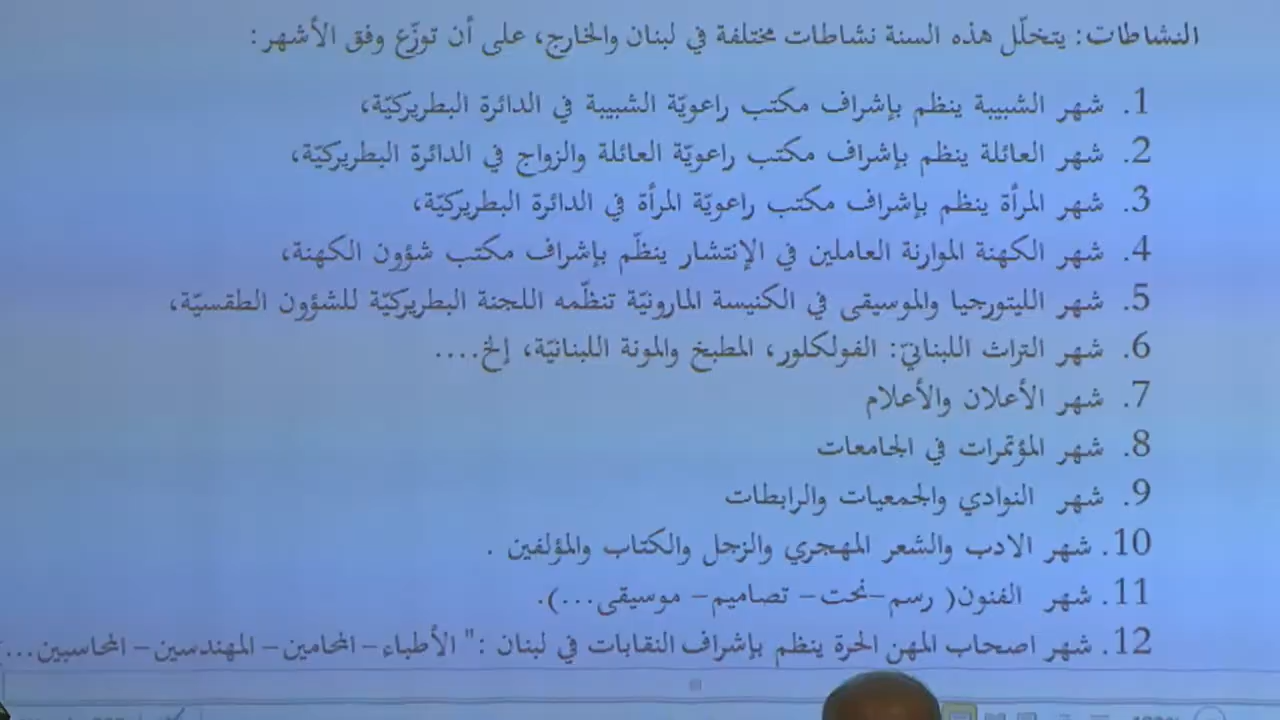 النشاطات: يتخلّل هذه السنة نشاطات مختلفة في لبنان والخارج، على أن توزّع وفق الأشهر:
1. شهر الشبيبة ينظم بإشراف مكتب راعويّة الشبيبة في الدائرة البطريركيّة،
2. شهر العائلة ينظم بإشراف مكتب راعويّة العائلة والزواج في الدائرة البطريركيّة،
3. شهر المرأة ينظم بإشراف مكتب راعويّة المرأة في الدائرة البطريركيّة،
4. شهر الكهنة الموارنة العاملين في الإنتشار ينظّم بإشراف مكتب شؤون الكهنة،
5. شهر الليتورجيا والموسيقى في الكنيسة المارونيّة تنظّمه اللجنة البطريركيّة للشؤون الطقسيّة،
6. شهر التراث اللبنانيّ: الفولكلور، المطبخ والمونة اللبنانيّة، إلخ....
7. شهر الأعلان والأعلام
8. شهر المؤتمرات في الجامعات
9. شهر النوادي والجمعيات والرابطات
10. شهر الادب والشعر المهجري والزجل والكتاب والمؤلفين .
11. شهر الفنون( رسم–نحت– تصاميم– موسيقى...).
12. شهر اصحاب المهن الحرة ينظم بإشراف النقابات في لبنان :" الأطباء–المحامين– المهندسين–المحاسبين...